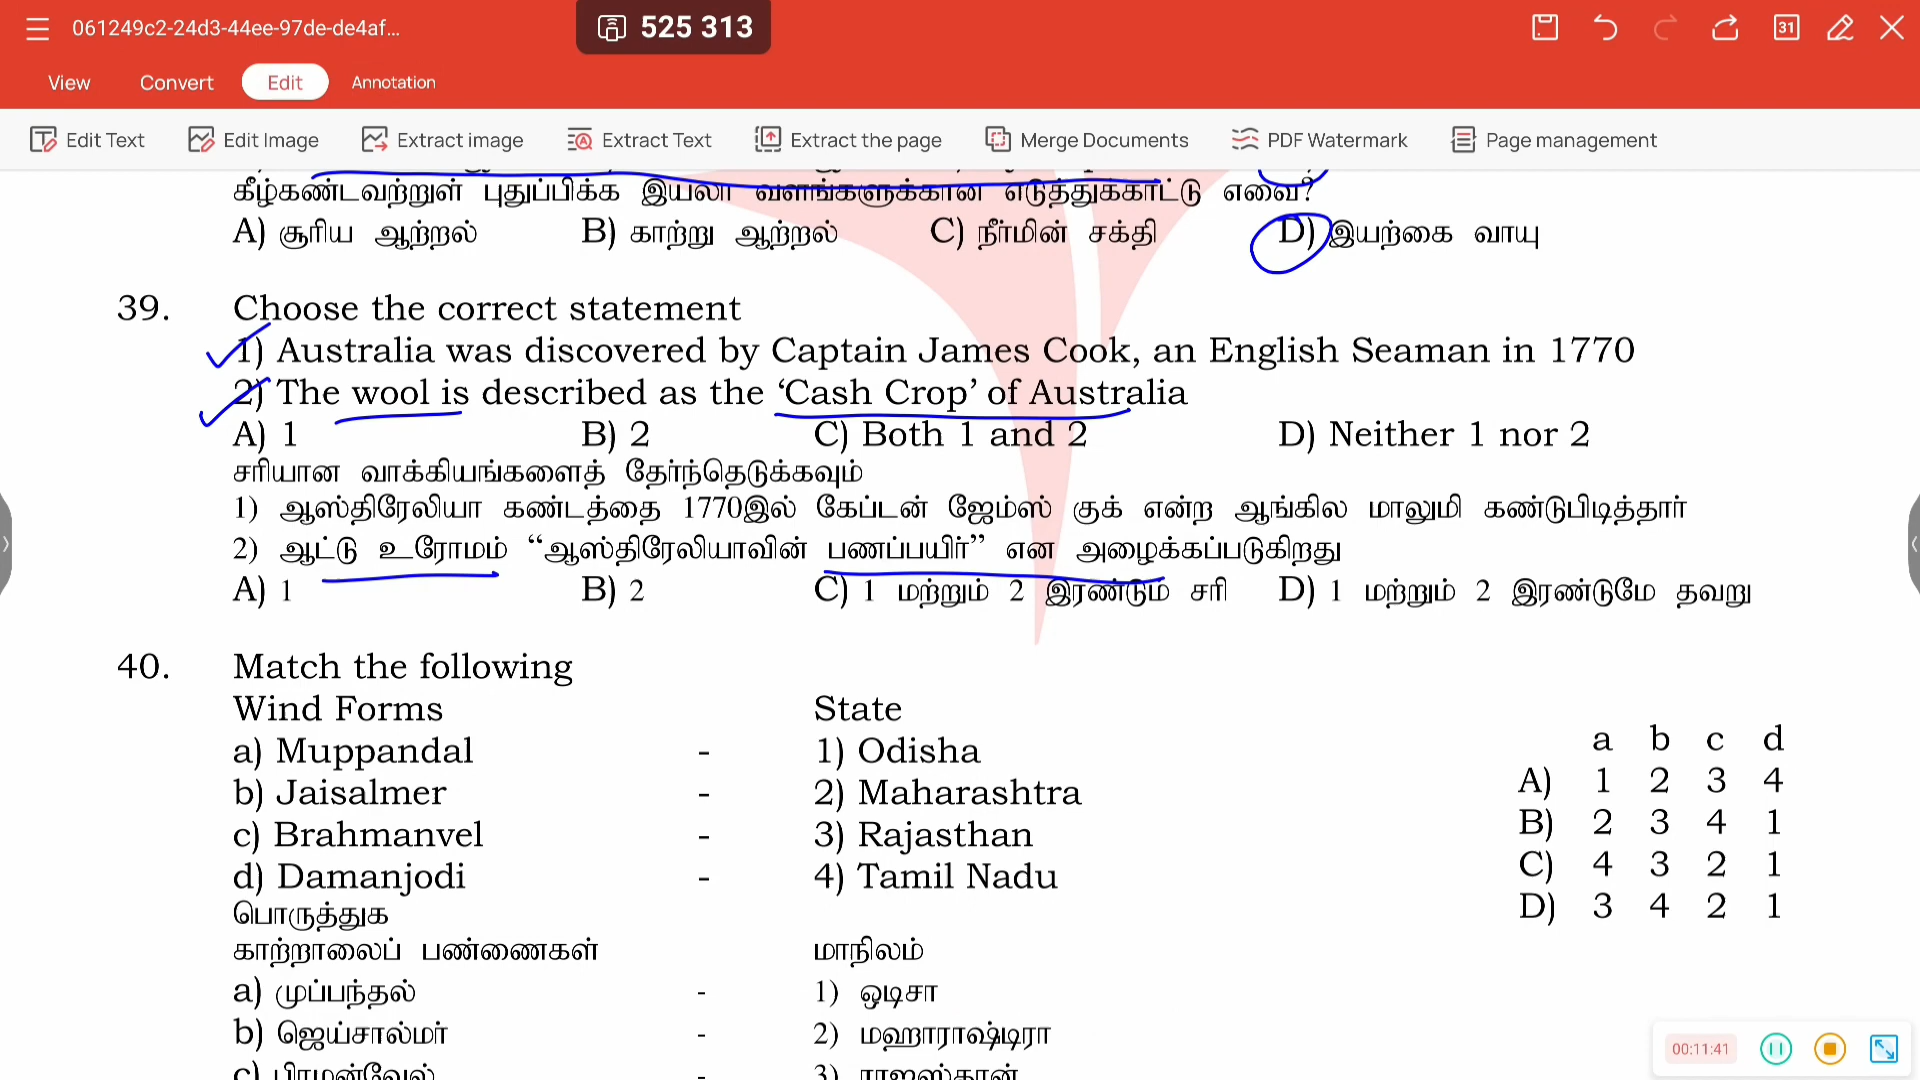 061249c2-24d3-44ee-97de-de4af...
525 313
31
View Convert Edit Annotation
Edit Text Edit Image Extract image Extract Text Extract the page Merge Documents PDF Watermark Page management
கீழ்கண்டவற்றுள் புதுப்பிக்க இயலா வளங்களுக்கான எடுத்துக்காட்டு எவை?
A) சூரிய ஆற்றல் B) காற்று ஆற்றல் C) நீர்மின் சக்தி D) இயற்கை வாயு
39. Choose the correct statement
1) Australia was discovered by Captain James Cook, an English Seaman in 1770
2) The wool is described as the ‘Cash Crop’ of Australia
A) 1 B) 2 C) Both 1 and 2 D) Neither 1 nor 2
சரியான வாக்கியங்களைத் தேர்ந்தெடுக்கவும்
1) ஆஸ்திரேலியா கண்டத்தை 1770இல் கேப்டன் ஜேம்ஸ் குக் என்ற ஆங்கில மாலுமி கண்டுபிடித்தார்
2) ஆட்டு உரோமம் “ஆஸ்திரேலியாவின் பணப்பயிர்” என அழைக்கப்படுகிறது
A) 1 B) 2 C) 1 மற்றும் 2 இரண்டும் சரி D) 1 மற்றும் 2 இரண்டுமே தவறு
40. Match the following
Wind Forms State
a b c d
a) Muppandal - 1) Odisha
A) 1 2 3 4
b) Jaisalmer - 2) Maharashtra
B) 2 3 4 1
c) Brahmanvel - 3) Rajasthan
C) 4 3 2 1
d) Damanjodi - 4) Tamil Nadu
D) 3 4 2 1
பொருத்துக
காற்றாலைப் பண்ணைகள் மாநிலம்
a) முப்பந்தல் - 1) ஒடிசா
b) ஜெய்சால்மர் - 2) மஹாராஷ்டிரா
c) பிரமன்வேல் - 3) ராஜஸ்தான்
00:11:41